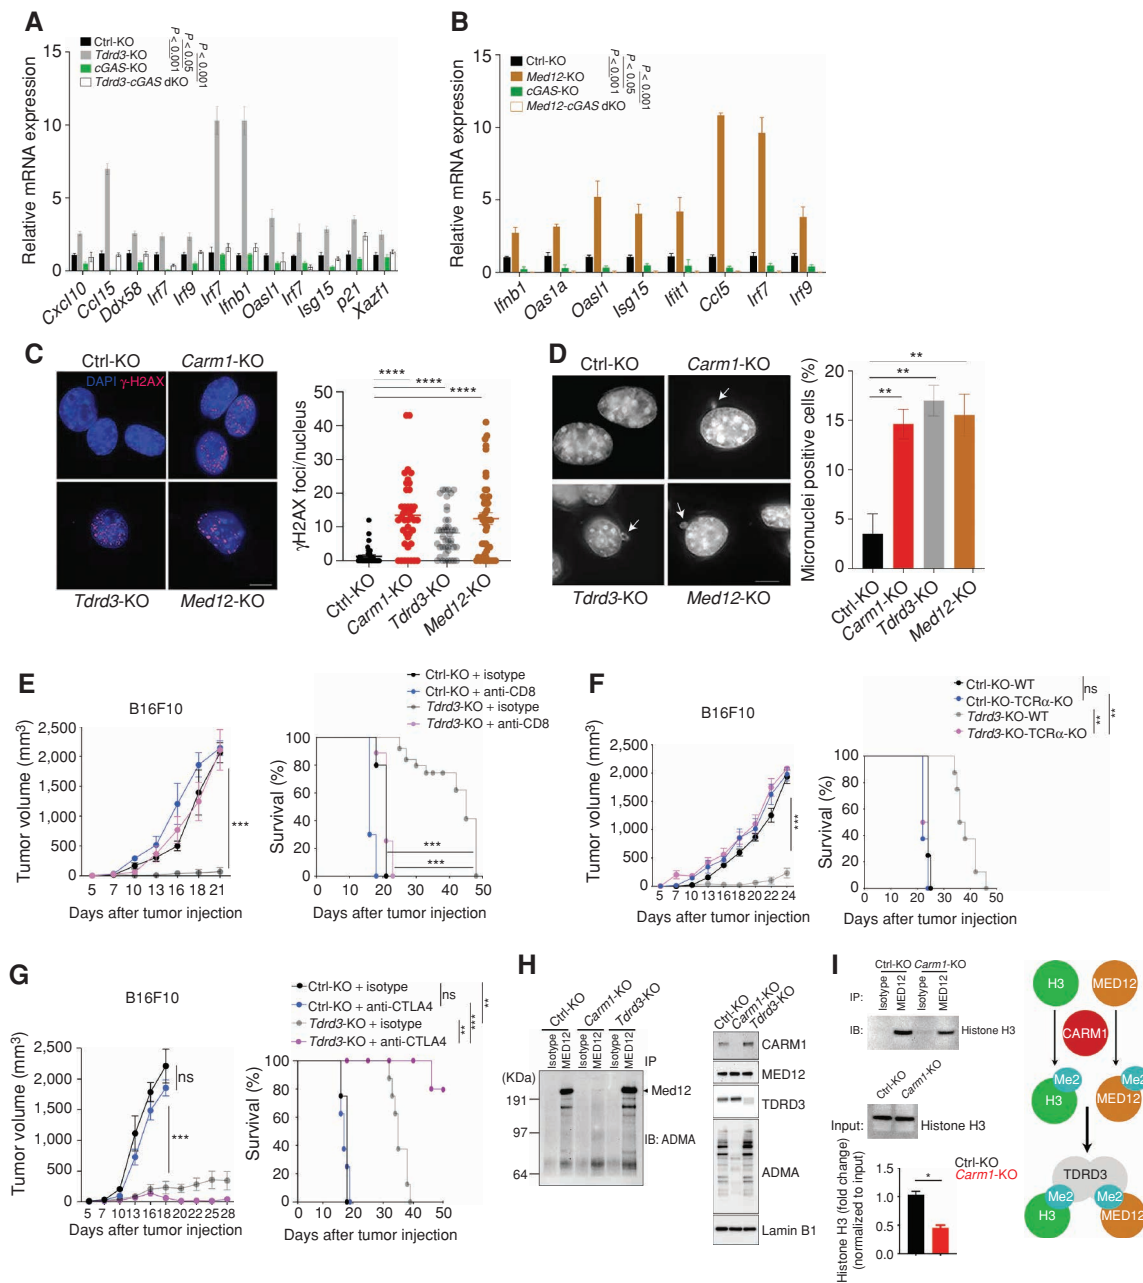 A
Ctrl-KO
Tdrd3-KO
cGAS-KO
Tdrd3-cGAS dKO
P < 0.001
P < 0.05
P < 0.001
Relative mRNA expression
15
10
5
0
Cxcl10
Ccl15
Ddx58
Irf7
Irf9
Irf7
Ifnb1
Oasl1
Irf7
Isg15
p21
Xazf1
B
Ctrl-KO
Med12-KO
cGAS-KO
Med12-cGAS dKO
P < 0.001
P < 0.05
P < 0.001
Relative mRNA expression
15
10
5
0
Ifnb1
Oas1a
Oasl1
Isg15
Ifit1
Ccl5
Irf7
Irf9
C
Ctrl-KO
Carm1-KO
DAPI γ-H2AX
Tdrd3-KO
Med12-KO
γH2AX foci/nucleus
50
40
30
20
10
0
****
****
****
Ctrl-KO
Carm1-KO
Tdrd3-KO
Med12-KO
D
Ctrl-KO
Carm1-KO
Tdrd3-KO
Med12-KO
Micronuclei positive cells (%)
20
15
10
5
0
**
**
**
Ctrl-KO
Carm1-KO
Tdrd3-KO
Med12-KO
E
B16F10
Tumor volume (mm3)
2,500
2,000
1,500
1,000
500
0
5 7 10 13 16 18 21
Days after tumor injection
***
Ctrl-KO + isotype
Ctrl-KO + anti-CD8
Tdrd3-KO + isotype
Tdrd3-KO + anti-CD8
Survival (%)
100
80
60
40
20
0
***
***
0 10 20 30 40 50
Days after tumor injection
F
B16F10
Tumor volume (mm3)
2,500
2,000
1,500
1,000
500
0
5 7 10 13 16 18 20 22 24
Days after tumor injection
***
Ctrl-KO-WT
Ctrl-KO-TCRα-KO
Tdrd3-KO-WT
Tdrd3-KO-TCRα-KO
ns
**
**
Survival (%)
100
80
60
40
20
0
0 10 20 30 40 50
Days after tumor injection
G
B16F10
Tumor volume (mm3)
2,500
2,000
1,500
1,000
500
0
5 7 10 13 16 18 20 22 25 28
Days after tumor injection
ns
***
Ctrl-KO + isotype
Ctrl-KO + anti-CTLA4
Tdrd3-KO + isotype
Tdrd3-KO + anti-CTLA4
ns
**
***
**
Survival (%)
100
80
60
40
20
0
0 10 20 30 40 50
Days after tumor injection
H
Ctrl-KO
Carm1-KO
Tdrd3-KO
Isotype
MED12
Isotype
MED12
Isotype
MED12
IP
(KDa)
191
97
64
Med12
IB: ADMA
Ctrl-KO
Carm1-KO
Tdrd3-KO
CARM1
MED12
TDRD3
ADMA
Lamin B1
I
Ctrl-KO Carm1-KO
IP:
Isotype
MED12
Isotype
MED12
IB:
Histone H3
Ctrl-KO
Carm1-KO
Input:
Histone H3
Histone H3 (fold change)
(normalized to input)
1.5
1.0
0.5
0.0
*
Ctrl-KO
Carm1-KO
H3
MED12
CARM1
Me2
H3
Me2
MED12
TDRD3
Me2
Me2
H3
MED12